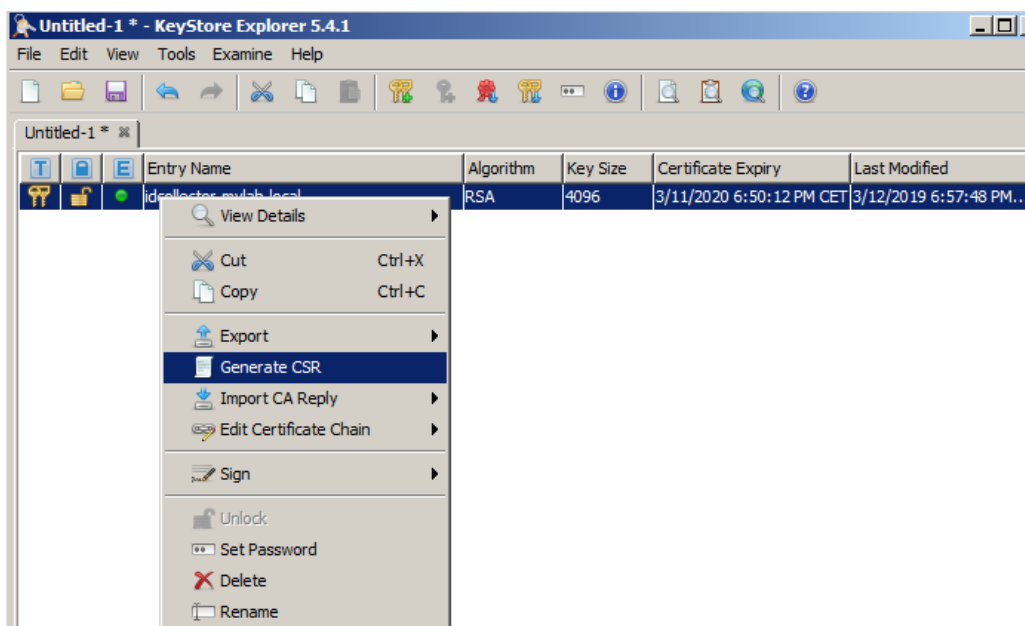 Untitled-1 * - KeyStore Explorer 5.4.1
File Edit View Tools Examine Help
Untitled-1 *
T E Entry Name Algorithm Key Size Certificate Expiry Last Modified
idcollector-mylab-local RSA 4096 3/11/2020 6:50:12 PM CET 3/12/2019 6:57:48 PM...
View Details
Cut Ctrl+X
Copy Ctrl+C
Export
Generate CSR
Import CA Reply
Edit Certificate Chain
Sign
Unlock
Set Password
Delete
Rename